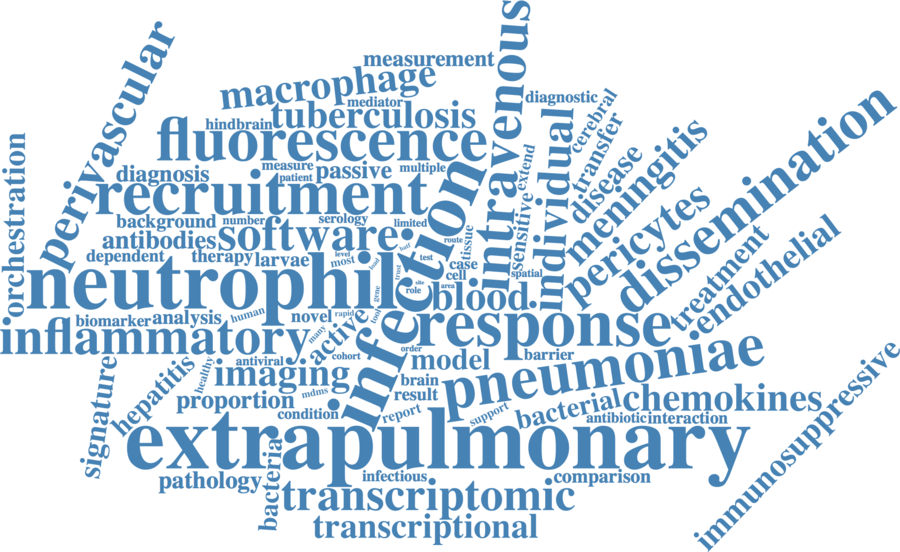 measurement
macrophage
mediator
diagnostic
cerebral
hindbrain
tuberculosis
intravenous
transfer
perivascular
fluorescence
individual
dissemination
orchestration
diagnosis
measure
patient
passive
multiple
extend
disease
meningitis
recruitment
background
number
serology
limited
infection
tissue
sensitive
pericytes
antibodies
software
route
dependent
therapy
larvae
level
most
test
case
cell
spatial
treatment
endothelial
neutrophil
role
area
blood
inflammatory
biomarker
analysis
human
novel
rapid
active
response
many
order
signature
hepatitis
healthy
antiviral
cohort
model
barrier
imaging
mdms
brain
result
pneumoniae
immunosuppressive
proportion
condition
report
support
bacterial
chemokines
antibiotic
interaction
extrapulmonary
pathology
bacteria
infectious
comparison
transcriptomic
transcriptional